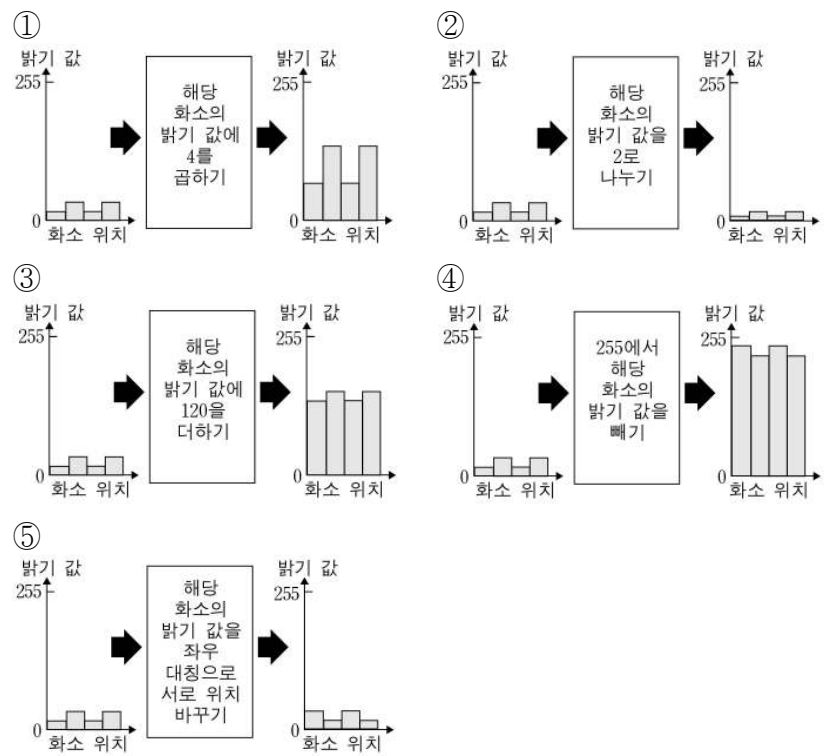 ①
밝기 값
255
0
화소 위치
해당
화소의
밝기 값에
4를
곱하기
밝기 값
255
0
화소 위치
②
밝기 값
255
0
화소 위치
해당
화소의
밝기 값을
2로
나누기
밝기 값
255
0
화소 위치
③
밝기 값
255
0
화소 위치
해당
화소의
밝기 값에
120을
더하기
밝기 값
255
0
화소 위치
④
밝기 값
255
0
화소 위치
255에서
해당
화소의
밝기 값을
빼기
밝기 값
255
0
화소 위치
⑤
밝기 값
255
0
화소 위치
해당
화소의
밝기 값을
좌우
대칭으로
서로 위치
바꾸기
밝기 값
255
0
화소 위치